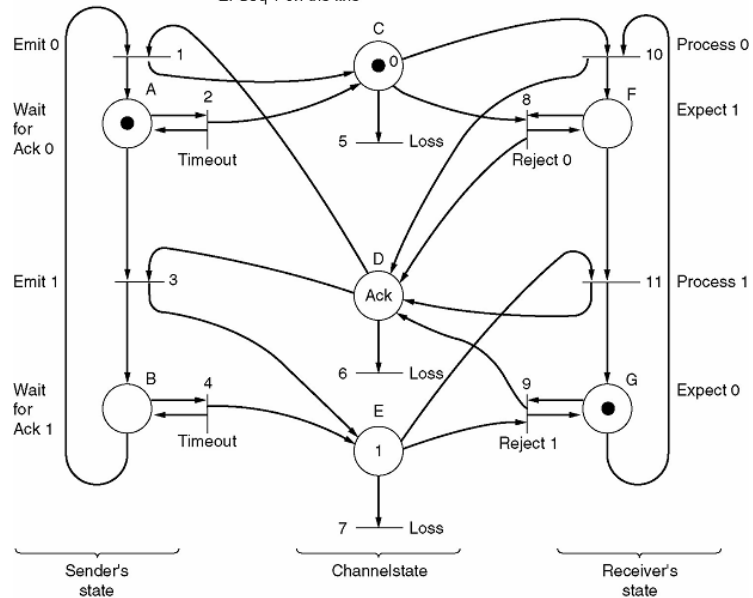 C
Emit 0
1
0
10
Process 0
A
2
8
F
Wait
for
Ack 0
Expect 1
Timeout
5
Loss
Reject 0
D
Emit 1
3
Ack
11
Process 1
6
Loss
B
4
9
G
Wait
for
Ack 1
E
Expect 0
Timeout
1
Reject 1
7
Loss
Sender's
state
Channelstate
Receiver's
state